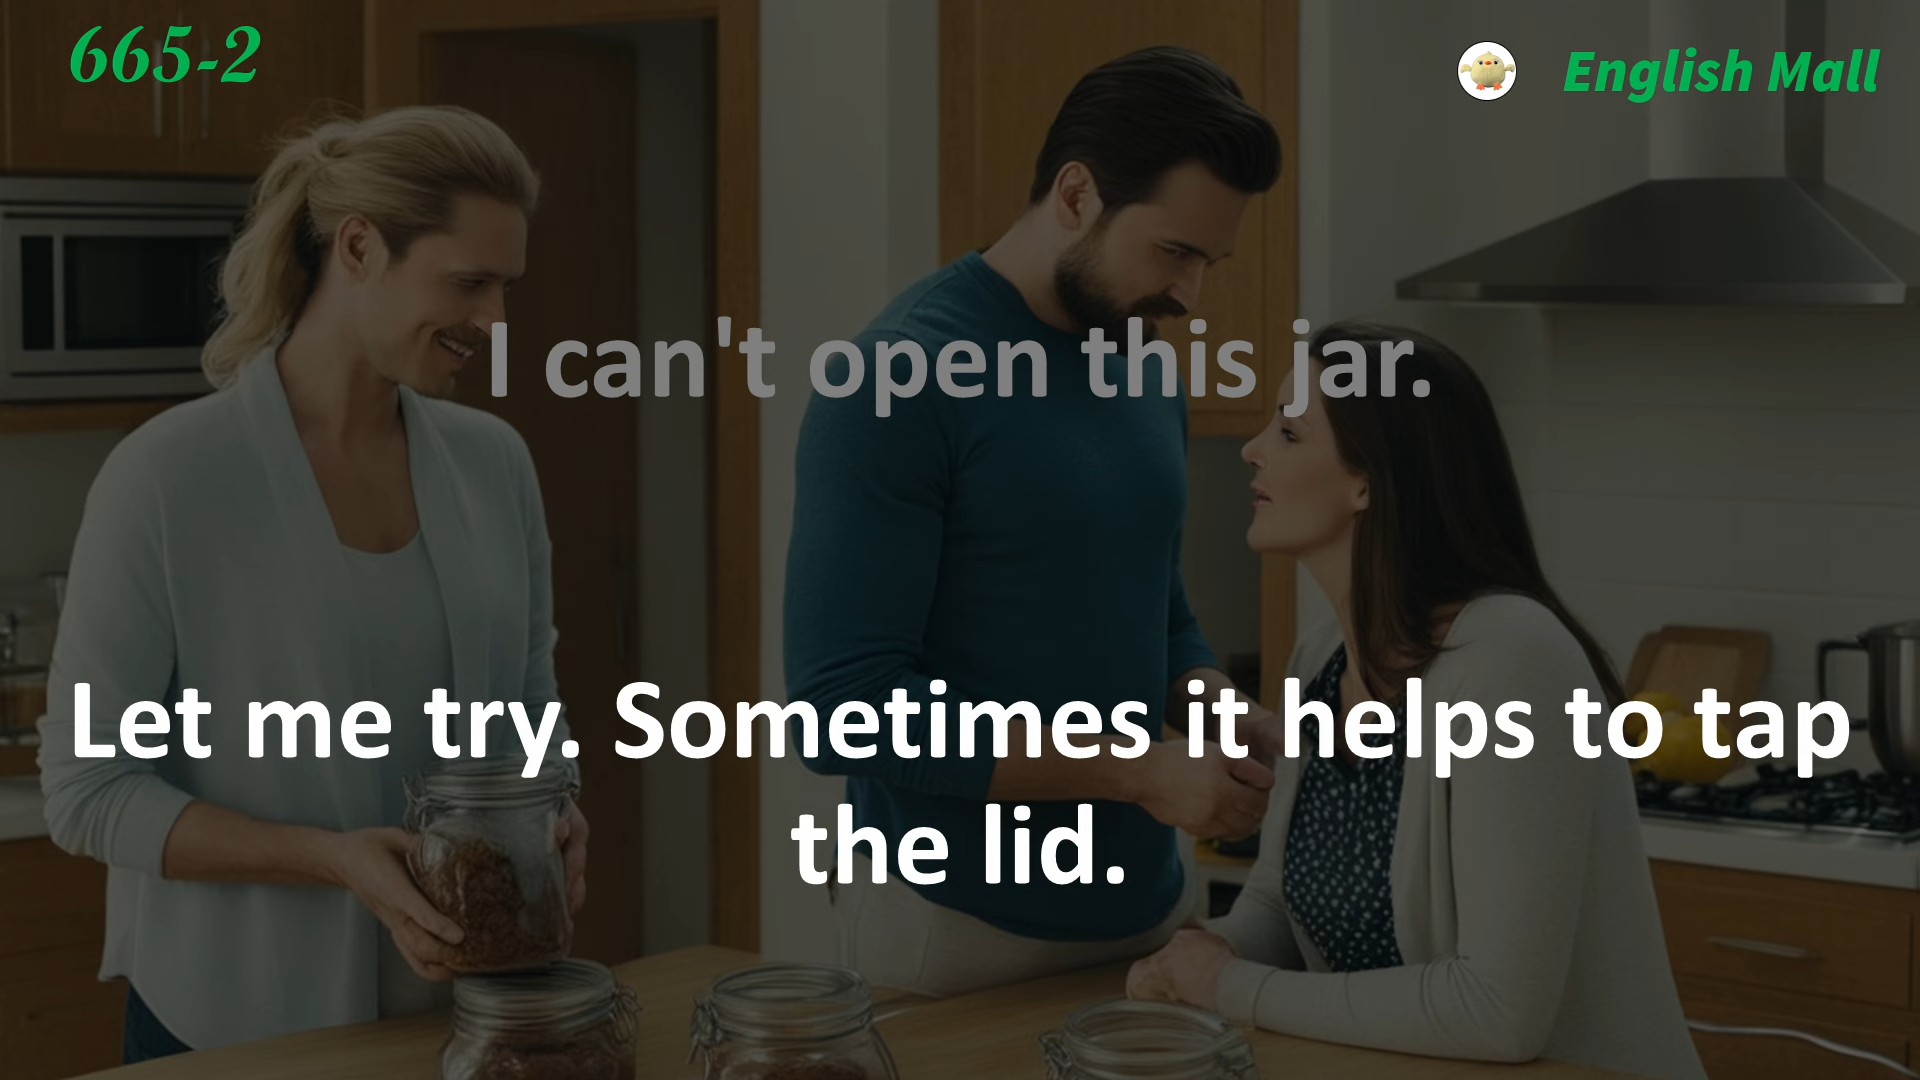 665-2
English Mall
I can't open this jar.
Let me try. Sometimes it helps to tap
the lid.